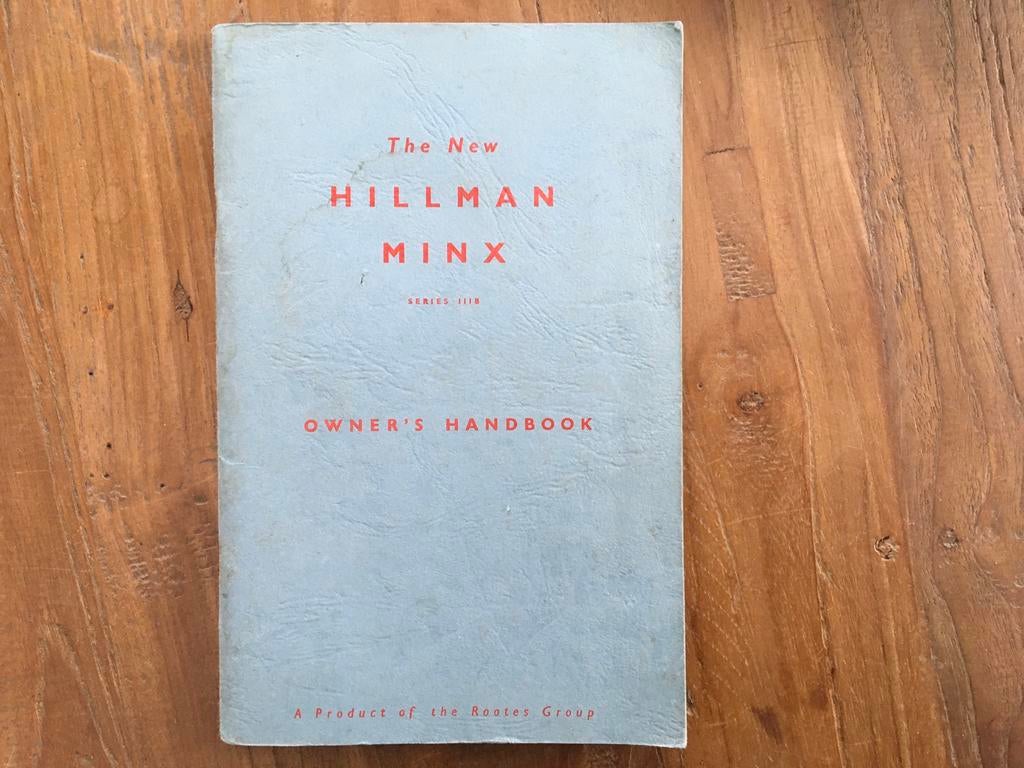 The New
HILLMAN
MINX
SERIES IIIB
OWNER'S HANDBOOK
A Product of the Rootes Group